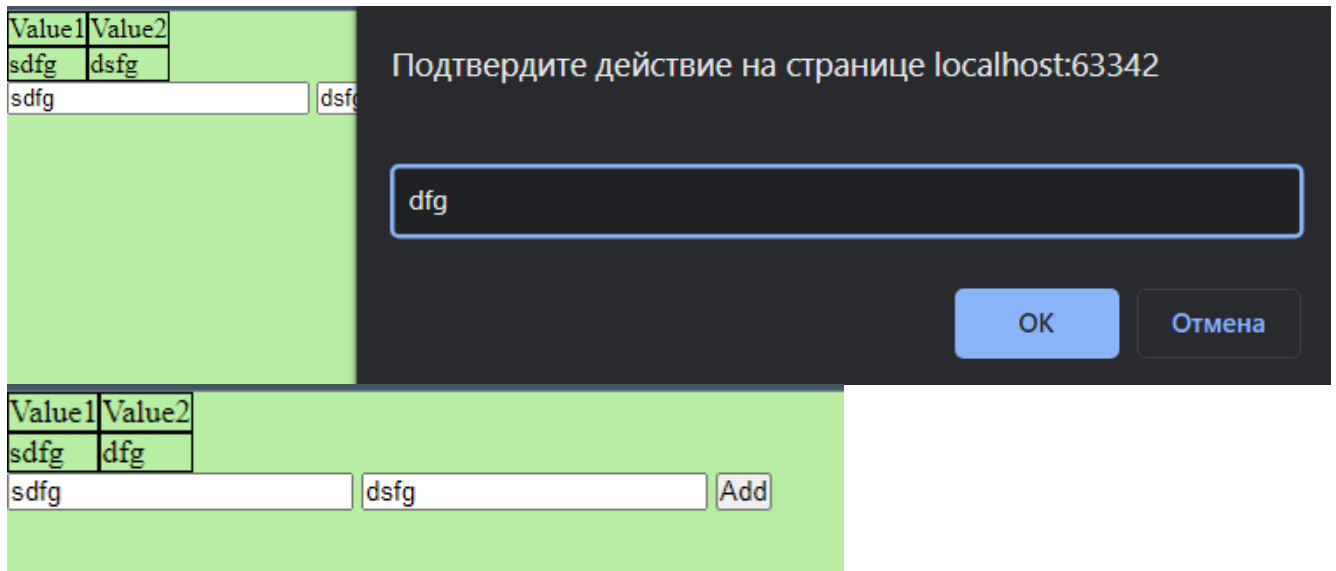 Value1 Value2
sdfg dsfg
sdfg dsfg
Подтвердите действие на странице localhost:63342
dfg
OK Отмена
Value1 Value2
sdfg dfg
sdfg dsfg Add